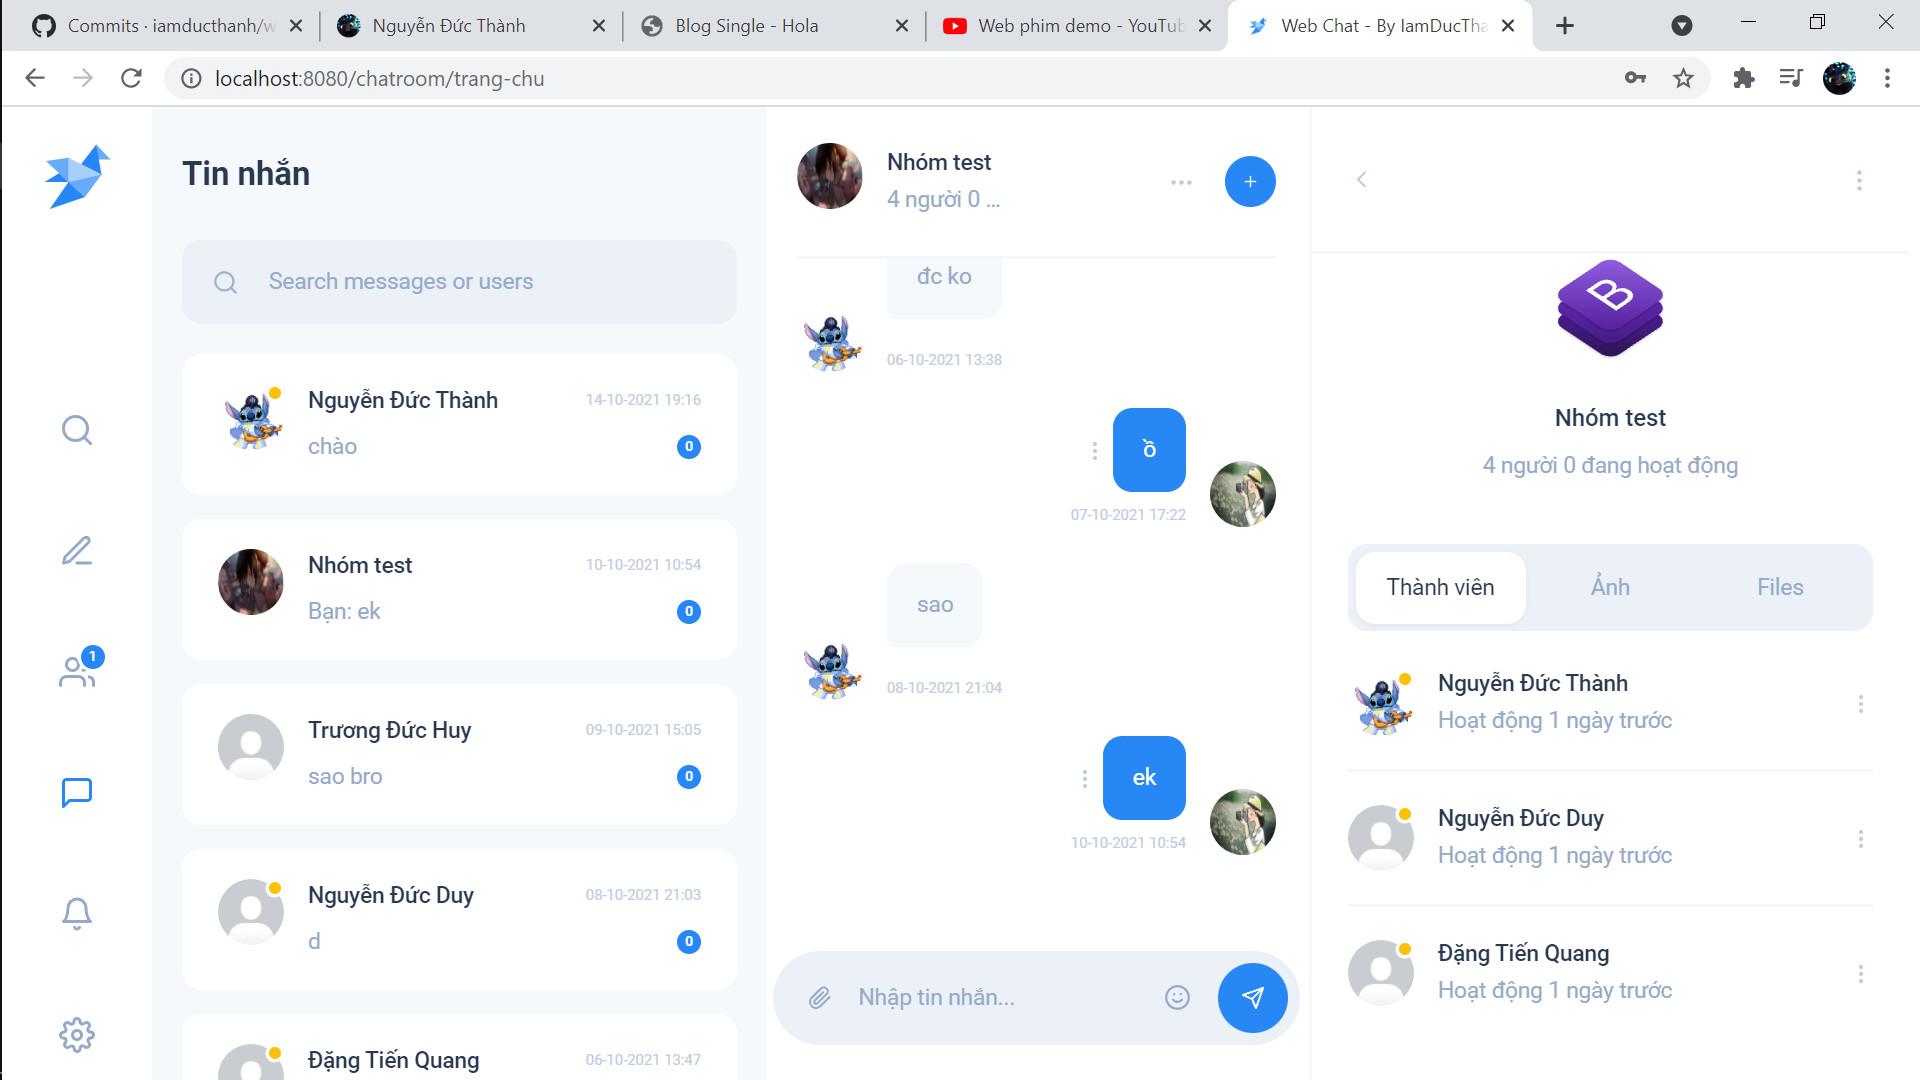 Commits · iamducthanh/w
Nguyễn Đức Thành
Blog Single - Hola
Web phim demo - YouTub
Web Chat - By IamDucTha
localhost:8080/chatroom/trang-chu
Tin nhắn
Search messages or users
Nguyễn Đức Thành
14-10-2021 19:16
chào
0
Nhóm test
10-10-2021 10:54
Bạn: ek
0
1
Trương Đức Huy
09-10-2021 15:05
sao bro
0
Nguyễn Đức Duy
08-10-2021 21:03
d
0
Đặng Tiến Quang
06-10-2021 13:47
Nhóm test
4 người 0 ...
đc ko
06-10-2021 13:38
ồ
07-10-2021 17:22
sao
08-10-2021 21:04
ek
10-10-2021 10:54
Nhập tin nhắn...
B
Nhóm test
4 người 0 đang hoạt động
Thành viên
Ảnh
Files
Nguyễn Đức Thành
Hoạt động 1 ngày trước
Nguyễn Đức Duy
Hoạt động 1 ngày trước
Đặng Tiến Quang
Hoạt động 1 ngày trước